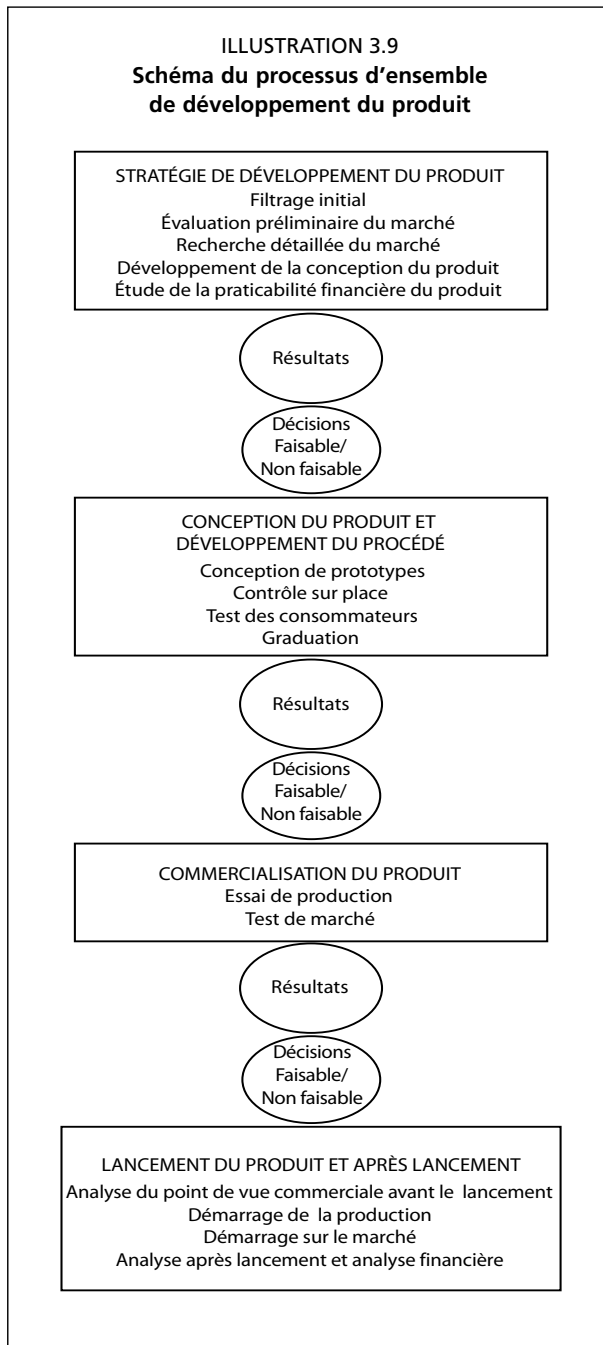 ILLUSTRATION 3.9
Schéma du processus d'ensemble
de développement du produit
STRATÉGIE DE DÉVELOPPEMENT DU PRODUIT
Filtrage initial
Évaluation préliminaire du marché
Recherche détaillée du marché
Développement de la conception du produit
Étude de la praticabilité financière du produit
Résultats
Décisions
Faisable/
Non faisable
CONCEPTION DU PRODUIT ET
DÉVELOPPEMENT DU PROCÉDÉ
Conception de prototypes
Contrôle sur place
Test des consommateurs
Graduation
Résultats
Décisions
Faisable/
Non faisable
COMMERCIALISATION DU PRODUIT
Essai de production
Test de marché
Résultats
Décisions
Faisable/
Non faisable
LANCEMENT DU PRODUIT ET APRÈS LANCEMENT
Analyse du point de vue commerciale avant le lancement
Démarrage de la production
Démarrage sur le marché
Analyse après lancement et analyse financière